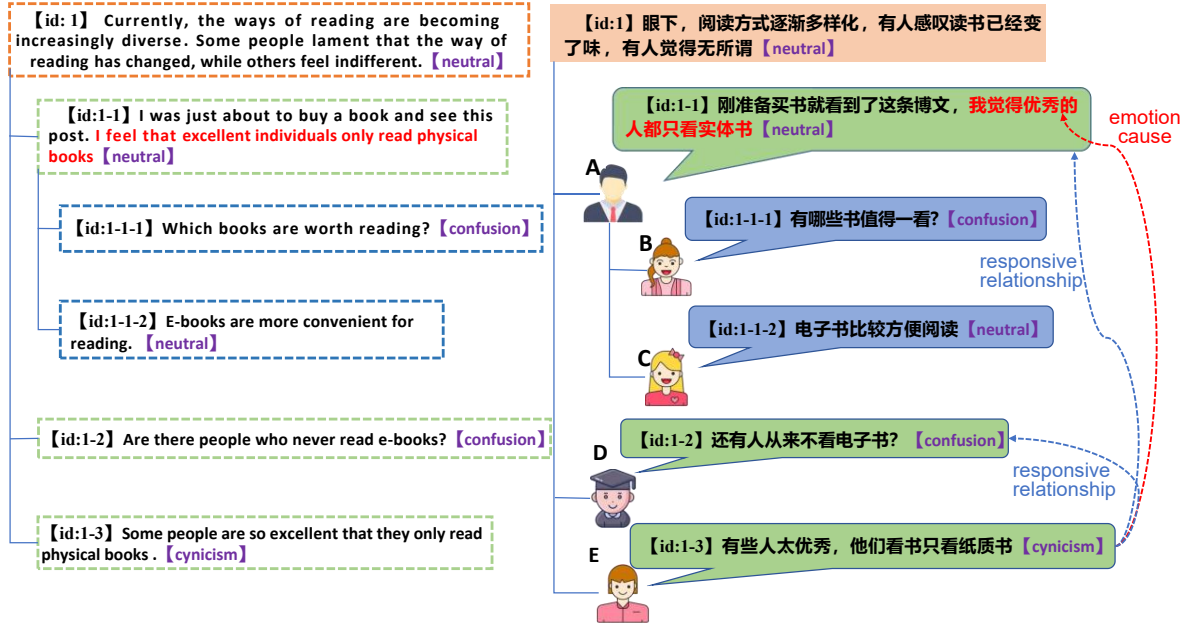 【id: 1】 Currently, the ways of reading are becoming
increasingly diverse. Some people lament that the way of
reading has changed, while others feel indifferent.【neutral】
【id:1-1】I was just about to buy a book and see this
post. I feel that excellent individuals only read physical
books【neutral】
【id:1-1-1】Which books are worth reading?【confusion】
【id:1-1-2】E-books are more convenient for
reading. 【neutral】
【id:1-2】Are there people who never read e-books?【confusion】
【id:1-3】Some people are so excellent that they only read
physical books .【cynicism】
【id:1】眼下，阅读方式逐渐多样化，有人感叹读书已经变
了味，有人觉得无所谓【neutral】
【id:1-1】刚准备买书就看到了这条博文，我觉得优秀的
人都只看实体书【neutral】
emotion
cause
A
【id:1-1-1】有哪些书值得一看?【confusion】
B
responsive
relationship
【id:1-1-2】电子书比较方便阅读【neutral】
C
【id:1-2】还有人从来不看电子书？【confusion】
D
responsive
relationship
【id:1-3】有些人太优秀，他们看书只看纸质书【cynicism】
E